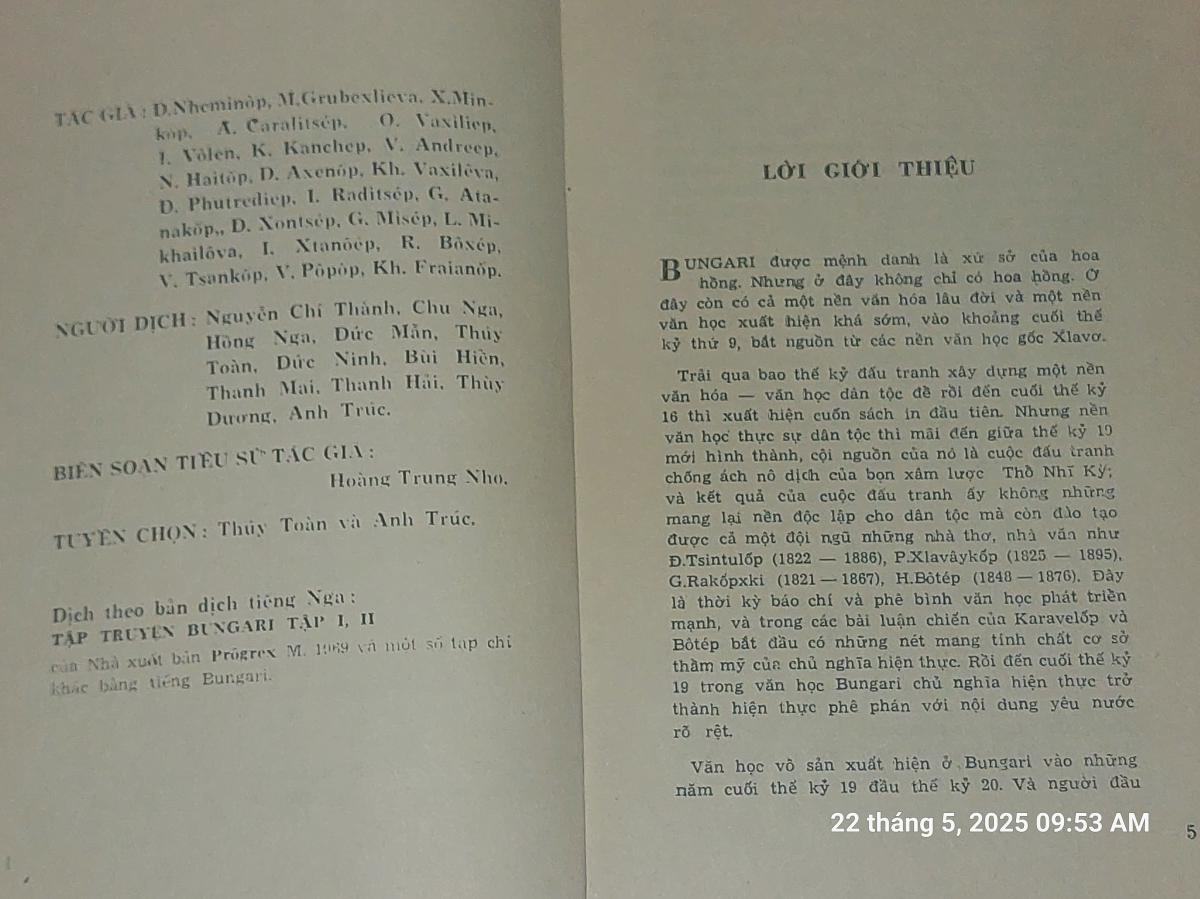 TÁC GIẢ: D.Nheminôp, M.Grubexlieva, X.Min-
kôp, A. Caralitsép, O. Vaxiliep,
I. Vôlen, K. Kanchep, V. Andreep,
N. Haitôp, D. Axenôp, Kh. Vaxilêva,
D. Phutrediep, I. Raditsép, G. Ata-
nakôp,, D. Xontsép, G. Misép, L. Mi-
khailôva, I. Xtanôép, R. Bôxép,
V. Tsankôp, V. Pôpôp, Kh. Fraianôp.
NGƯỜI DỊCH: Nguyễn Chí Thành, Chu Nga,
Hồng Nga, Đức Mẫn, Thúy
Toàn, Đức Ninh, Bùi Hiền,
Thanh Mai, Thanh Hải, Thùy
Dương, Anh Trúc.
BIÊN SOẠN TIỂU SỬ TÁC GIẢ:
Hoàng Trung Nho.
TUYỂN CHỌN: Thúy Toàn và Anh Trúc.
Dịch theo bản dịch tiếng Nga:
TẬP TRUYỆN BUNGARI TẬP I, II
của Nhà xuất bản Prôgrex M. 1969 và một số tạp chí
khác bằng tiếng Bungari.
LỜI GIỚI THIỆU
BUNGARI được mệnh danh là xứ sở của hoa
hồng. Nhưng ở đây không chỉ có hoa hồng. Ở
đây còn có cả một nền văn hóa lâu đời và một nền
văn học xuất hiện khá sớm, vào khoảng cuối thế
kỷ thứ 9, bắt nguồn từ các nền văn học gốc Xlavơ.
Trải qua bao thế kỷ đấu tranh xây dựng một nền
văn hóa — văn học dân tộc để rồi đến cuối thế kỷ
16 thì xuất hiện cuốn sách in đầu tiên. Nhưng nền
văn học thực sự dân tộc thì mãi đến giữa thế kỷ 19
mới hình thành, cội nguồn của nó là cuộc đấu tranh
chống ách nô dịch của bọn xâm lược Thổ Nhĩ Kỳ;
và kết quả của cuộc đấu tranh ấy không những
mang lại nền độc lập cho dân tộc mà còn đào tạo
được cả một đội ngũ những nhà thơ, nhà văn như
Đ.Tsintulốp (1822 — 1886), P.Xlavâykốp (1825 — 1895),
G.Rakốpxki (1821 — 1867), H.Bôtép (1848 — 1876). Đây
là thời kỳ báo chí và phê bình văn học phát triển
mạnh, và trong các bài luận chiến của Karavelốp và
Bôtép bắt đầu có những nét mang tính chất cơ sở
thẩm mỹ của chủ nghĩa hiện thực. Rồi đến cuối thế kỷ
19 trong văn học Bungari chủ nghĩa hiện thực trở
thành hiện thực phê phán với nội dung yêu nước
rõ rệt.
Văn học vô sản xuất hiện ở Bungari vào những
năm cuối thế kỷ 19 đầu thế kỷ 20. Và người đầu
22 tháng 5, 2025 09:53 AM
5